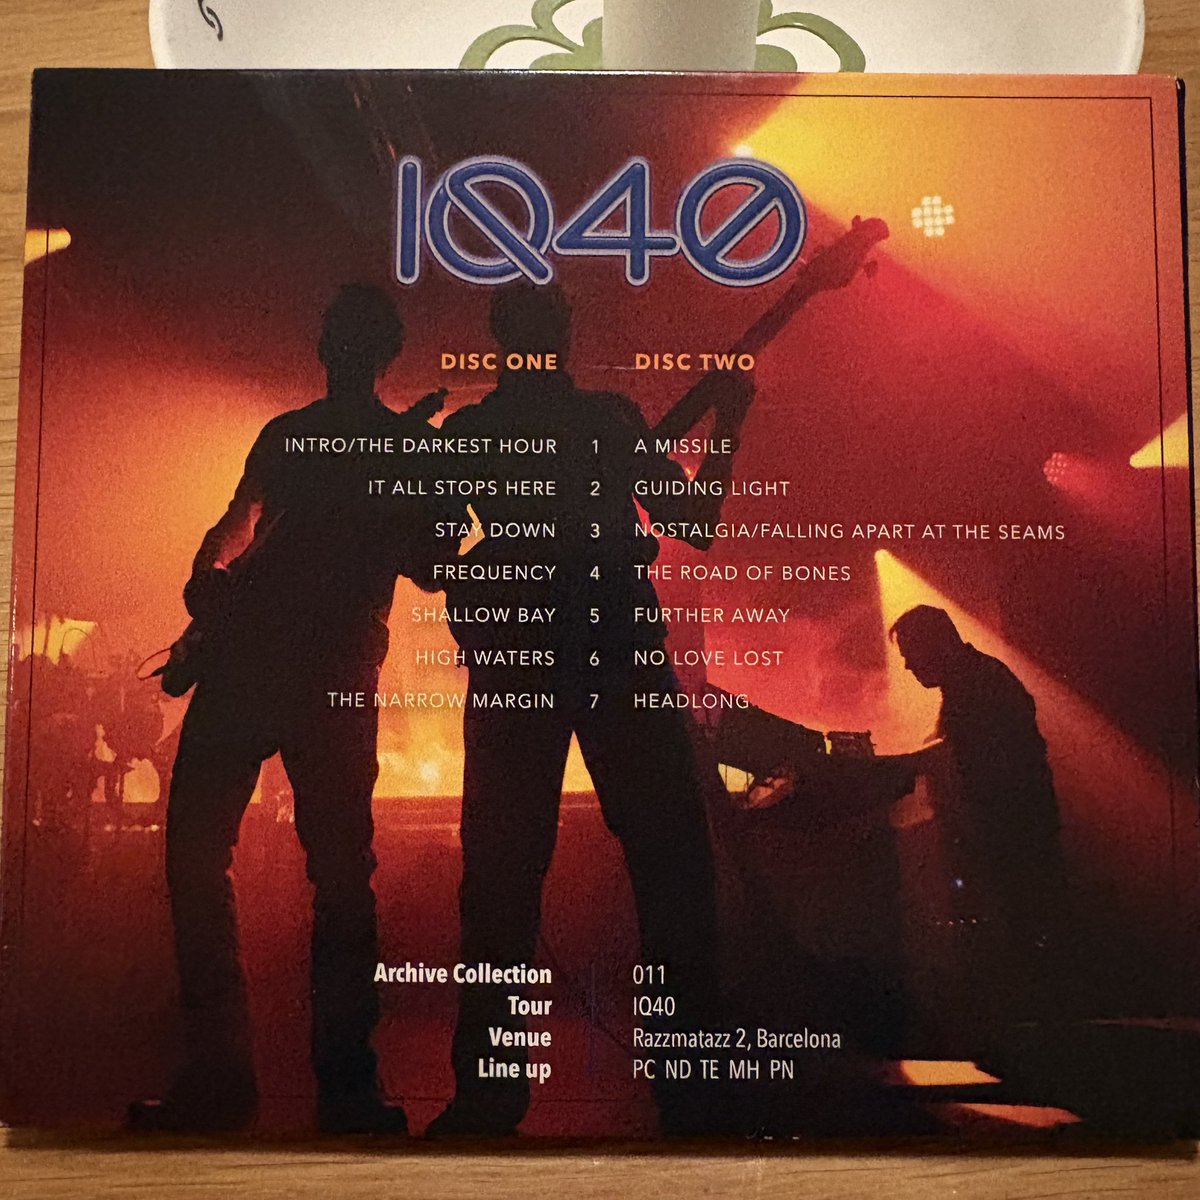 IQ40
DISC ONE DISC TWO
INTRO/THE DARKEST HOUR 1 A MISSILE
IT ALL STOPS HERE 2 GUIDING LIGHT
STAY DOWN 3 NOSTALGIA/FALLING APART AT THE SEAMS
FREQUENCY 4 THE ROAD OF BONES
SHALLOW BAY 5 FURTHER AWAY
HIGH WATERS 6 NO LOVE LOST
THE NARROW MARGIN 7 HEADLONG
Archive Collection 011
Tour IQ40
Venue Razzmatazz 2, Barcelona
Line up PC ND TE MH PN